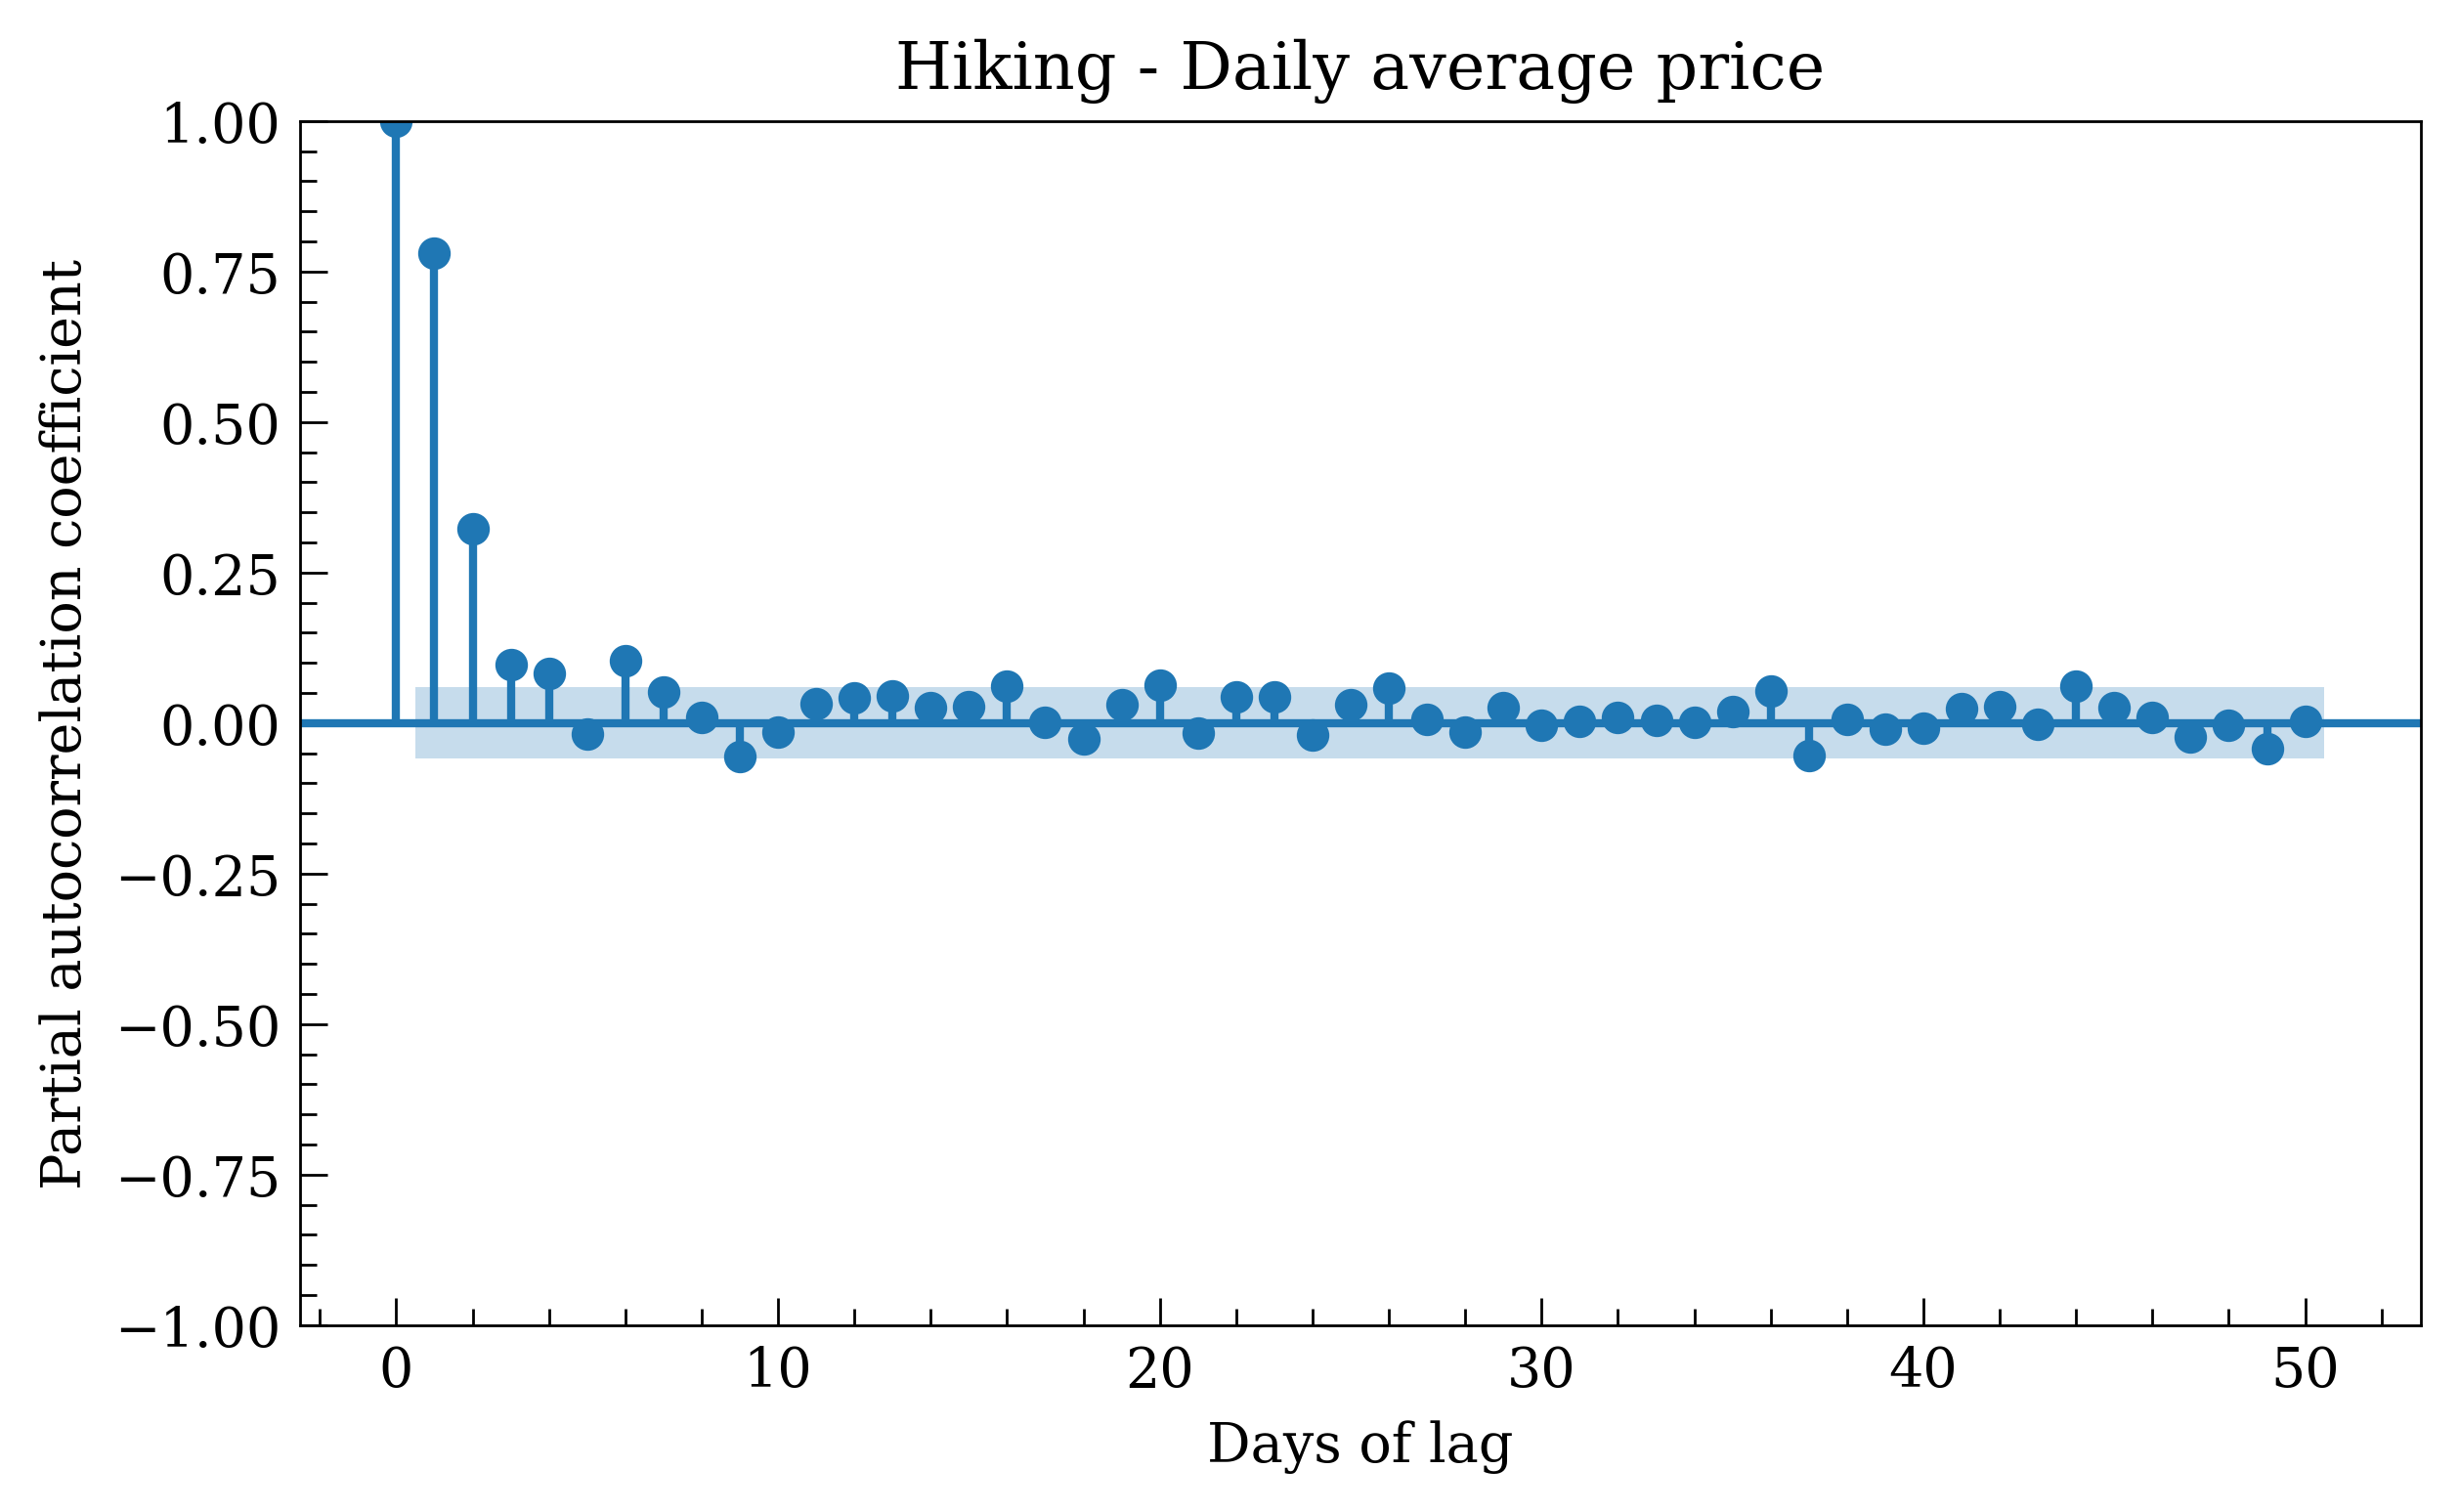 Hiking - Daily average price
Partial autocorrelation coefficient
1.00
0.75
0.50
0.25
0.00
−0.25
−0.50
−0.75
−1.00
0 10 20 30 40 50
Days of lag